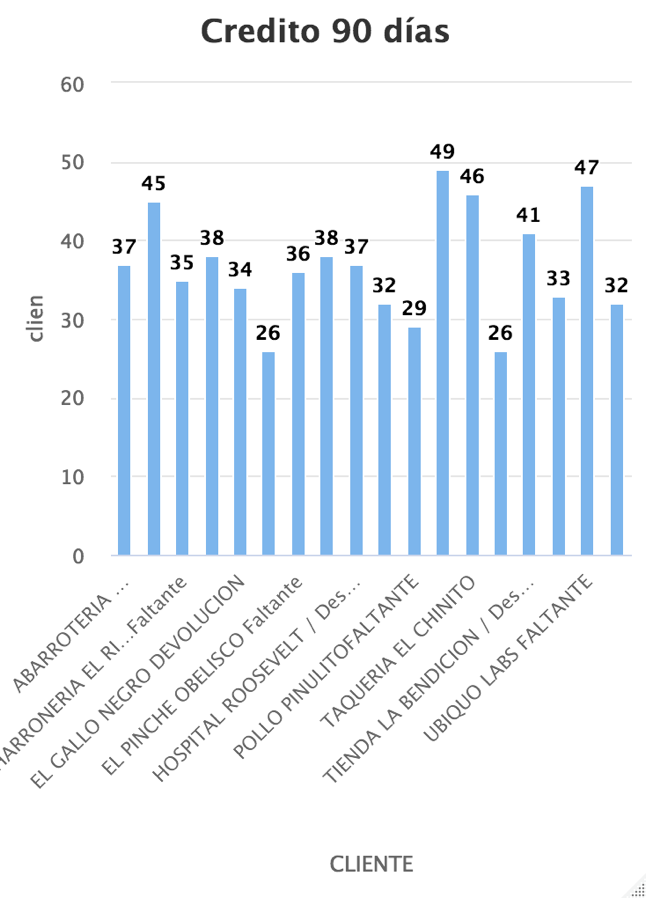 Credito 90 días
60
50
40
30
20
10
0
clien
37
45
35
38
34
26
36
38
37
32
29
49
46
26
41
33
47
32
ABARROTERIA ...
HARRONERIA EL RI...Faltante
EL GALLO NEGRO DEVOLUCION
EL PINCHE OBELISCO Faltante
HOSPITAL ROOSEVELT / Des...
POLLO PINULITOFALTANTE
TAQUERIA EL CHINITO
TIENDA LA BENDICION / Des...
UBIQUO LABS FALTANTE
CLIENTE